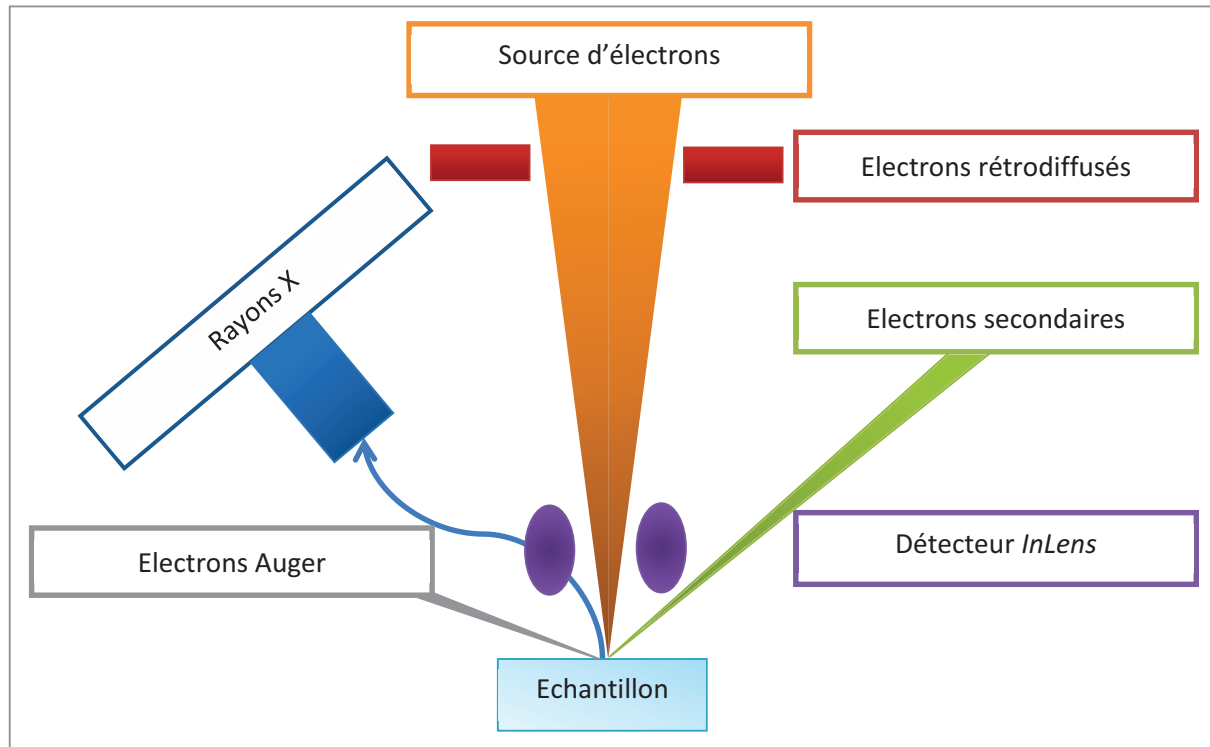 Source d'électrons
Electrons rétrodiffusés
Rayons X
Electrons secondaires
Electrons Auger
Détecteur InLens
Echantillon